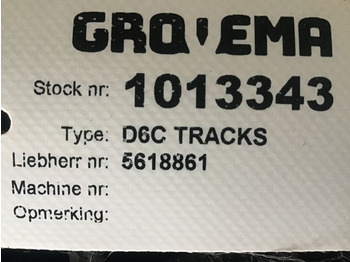 GRO'EMA
Stock nr: 1013343
Type: D6C TRACKS
Liebherr nr: 5618861
Machine nr:
Opmerking: